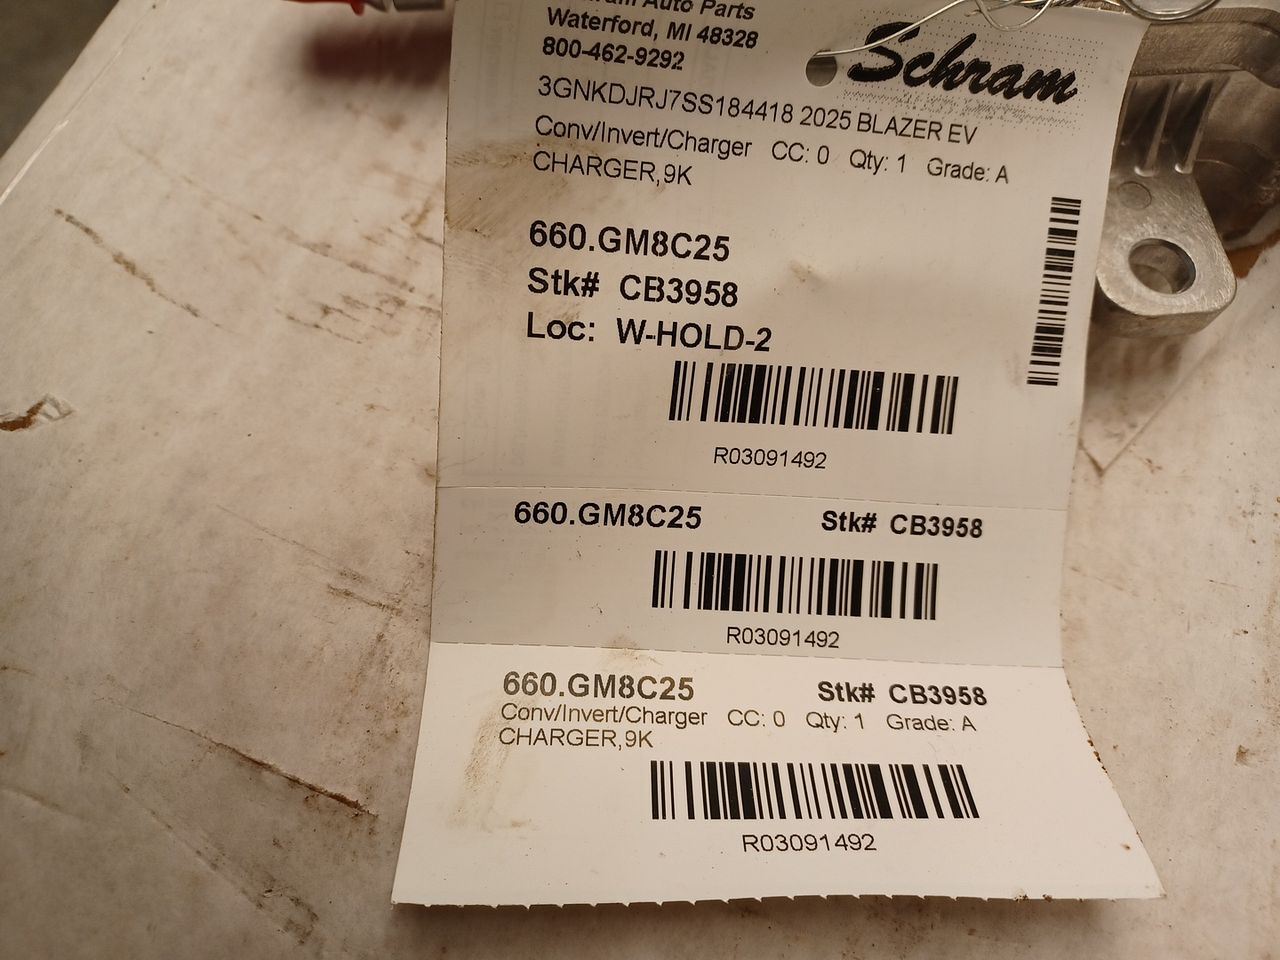 Auto Parts
Waterford, MI 48328
800-462-9292
Schram
3GNKDJRJ7SS184418 2025 BLAZER EV
Conv/Invert/Charger CC: 0 Qty: 1 Grade: A
CHARGER,9K
660.GM8C25
Stk# CB3958
Loc: W-HOLD-2
R03091492
660.GM8C25 Stk# CB3958
R03091492
660.GM8C25 Stk# CB3958
Conv/Invert/Charger CC: 0 Qty: 1 Grade: A
CHARGER,9K
R03091492